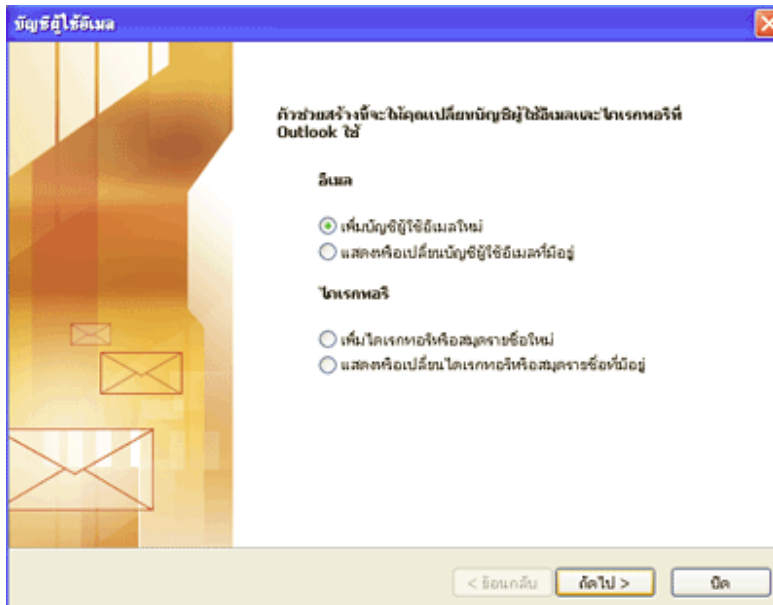 บัญชีผู้ใช้อีเมล
ตัวช่วยสร้างนี้จะให้คุณเปลี่ยนบัญชีผู้ใช้อีเมลและไดเรกทอรีที่
Outlook ใช้
อีเมล
เพิ่มบัญชีผู้ใช้อีเมลใหม่
แสดงหรือเปลี่ยนบัญชีผู้ใช้อีเมลที่มีอยู่
ไดเรกทอรี
เพิ่มไดเรกทอรีหรือสมุดรายชื่อใหม่
แสดงหรือเปลี่ยนไดเรกทอรีหรือสมุดรายชื่อที่มีอยู่
< ย้อนกลับ
ถัดไป >
ปิด